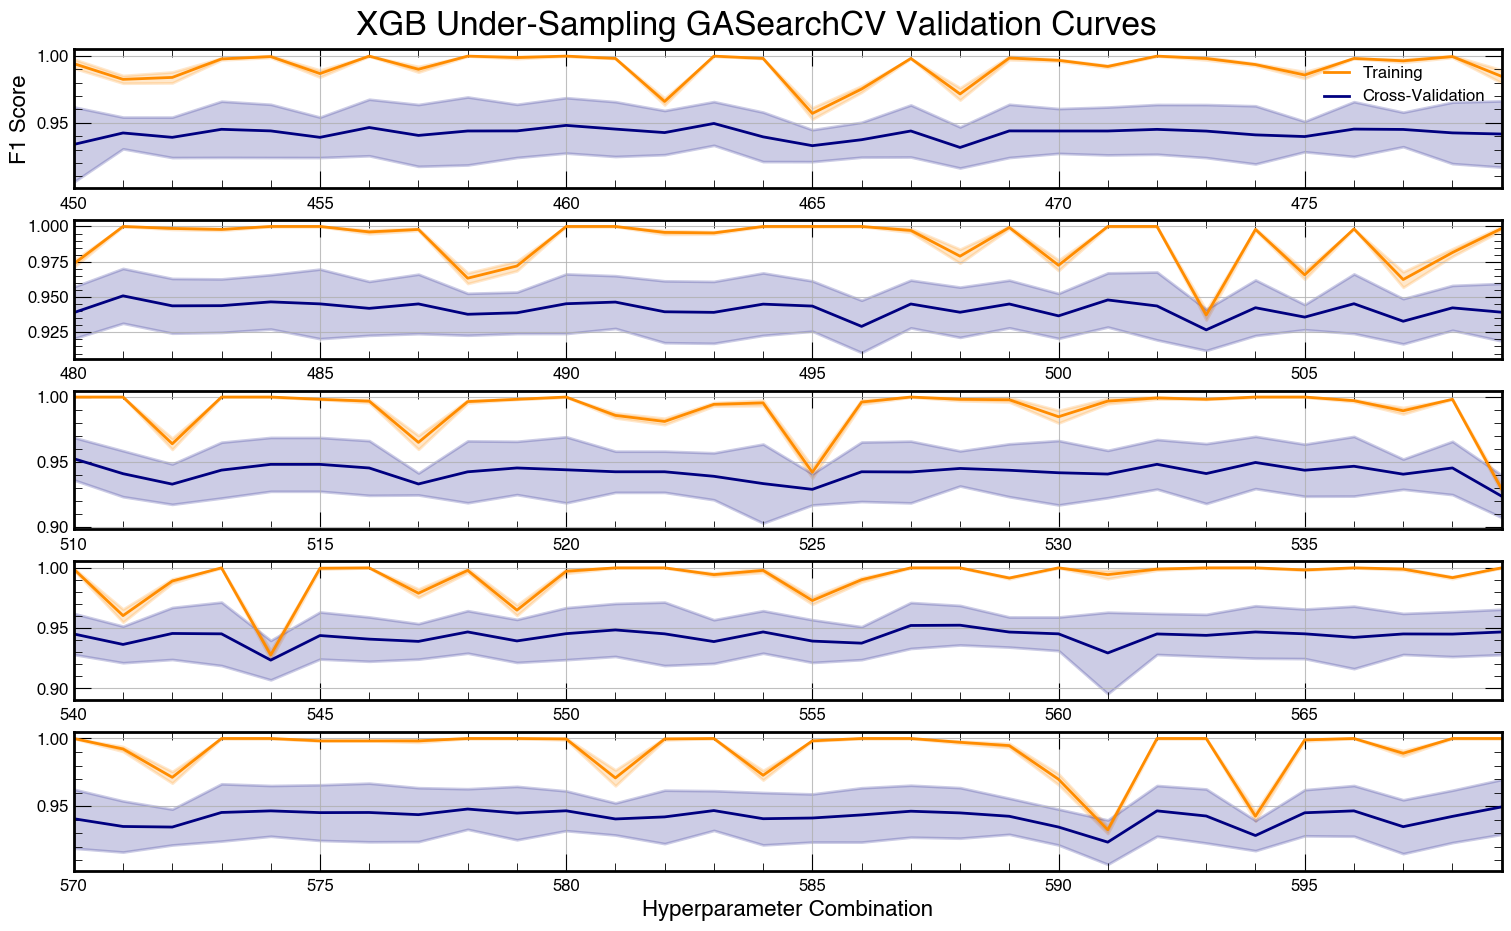 XGB Under-Sampling GASearchCV Validation Curves
F1 Score
1.00
0.95
Training
Cross-Validation
450 455 460 465 470 475
1.000
0.975
0.950
0.925
480 485 490 495 500 505
1.00
0.95
0.90
510 515 520 525 530 535
1.00
0.95
0.90
540 545 550 555 560 565
1.00
0.95
570 575 580 585 590 595
Hyperparameter Combination